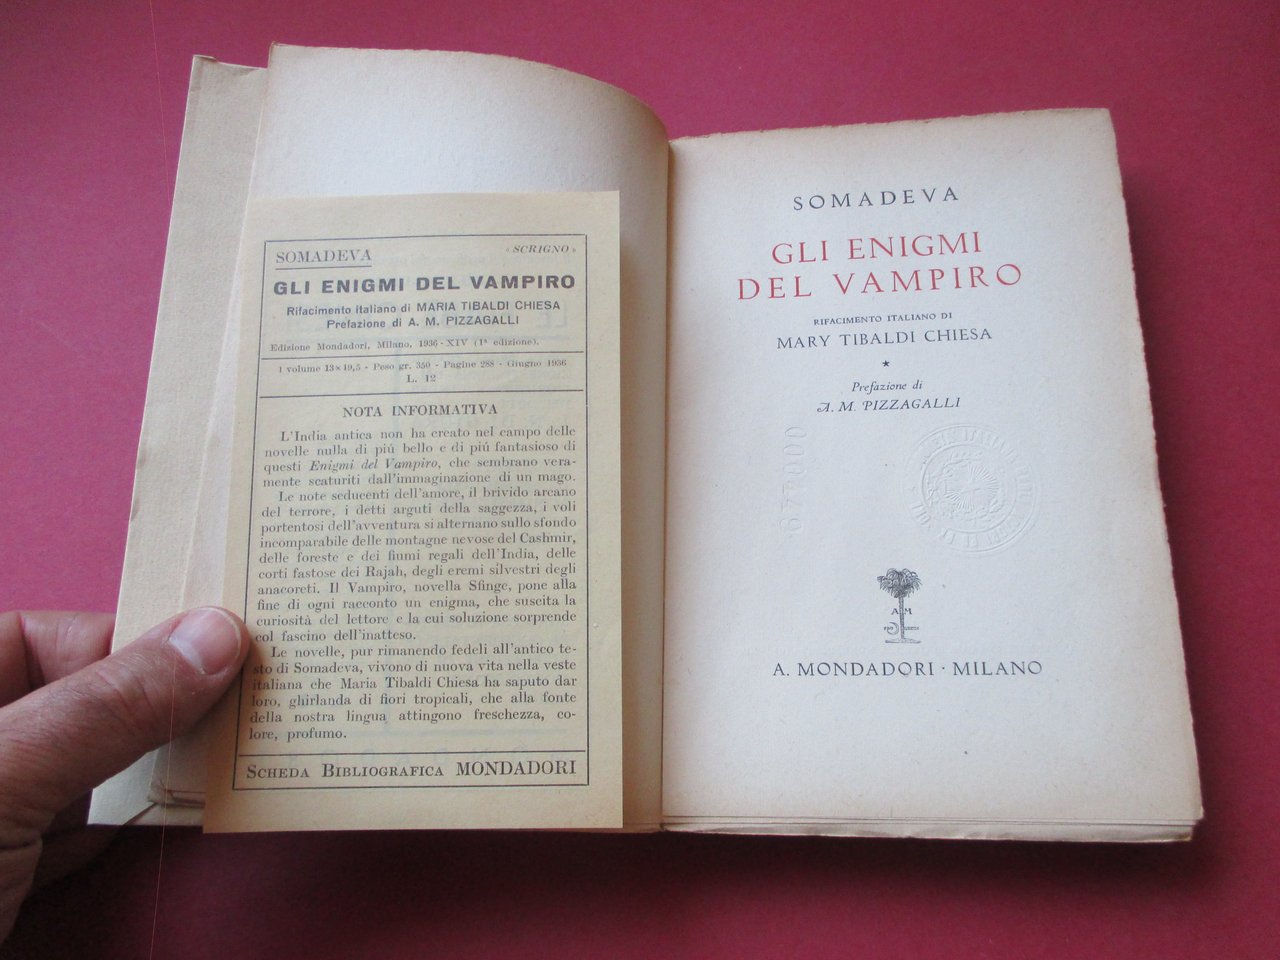 SOMADEVA
« SCRIGNO »
GLI ENIGMI DEL VAMPIRO
Rifacimento italiano di MARIA TIBALDI CHIESA
Prefazione di A. M. PIZZAGALLI
Edizione Mondadori, Milano, 1936 - XIV (1ª edizione).
1 volume 13×19,5 - Peso gr. 350 - Pagine 288 - Giugno 1936
L. 12
NOTA INFORMATIVA
L'India antica non ha creato nel campo delle
novelle nulla di più bello e di più fantasioso di
questi Enigmi del Vampiro, che sembrano vera-
mente scaturiti dall'immaginazione di un mago.
Le note seducenti dell'amore, il brivido arcano
del terrore, i detti arguti della saggezza, i voli
portentosi dell'avventura si alternano sullo sfondo
incomparabile delle montagne nevose del Cashmir,
delle foreste e dei fiumi regali dell'India, delle
corti fastose dei Rajah, degli eremi silvestri degli
anacoreti. Il Vampiro, novella Sfinge, pone alla
fine di ogni racconto un enigma, che suscita la
curiosità del lettore e la cui soluzione sorprende
col fascino dell'inatteso.
Le novelle, pur rimanendo fedeli all'antico te-
sto di Somadeva, vivono di nuova vita nella veste
italiana che Maria Tibaldi Chiesa ha saputo dar
loro, ghirlanda di fiori tropicali, che alla fonte
della nostra lingua attingono freschezza, co-
lore, profumo.
SCHEDA BIBLIOGRAFICA MONDADORI
SOMADEVA
GLI ENIGMI
DEL VAMPIRO
RIFACIMENTO ITALIANO DI
MARY TIBALDI CHIESA
*
Prefazione di
A. M. PIZZAGALLI
A M
A. MONDADORI · MILANO